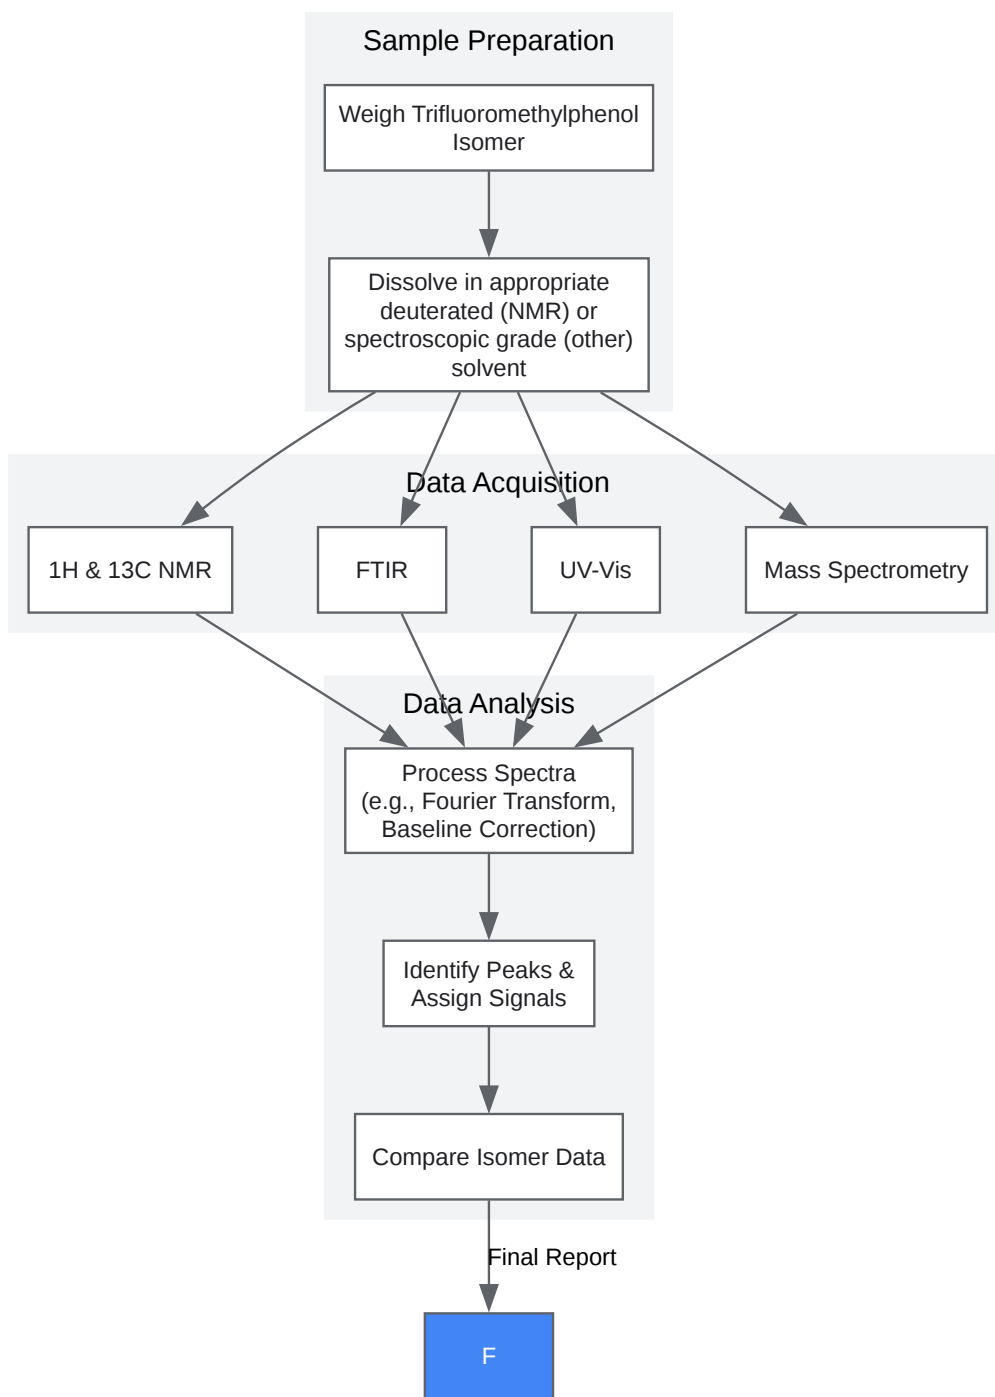 Sample Preparation
Weigh Trifluoromethylphenol
Isomer
Dissolve in appropriate
deuterated (NMR) or
spectroscopic grade (other)
solvent
Data Acquisition
1H & 13C NMR
FTIR
UV-Vis
Mass Spectrometry
Data Analysis
Process Spectra
(e.g., Fourier Transform,
Baseline Correction)
Identify Peaks &
Assign Signals
Compare Isomer Data
Final Report
F